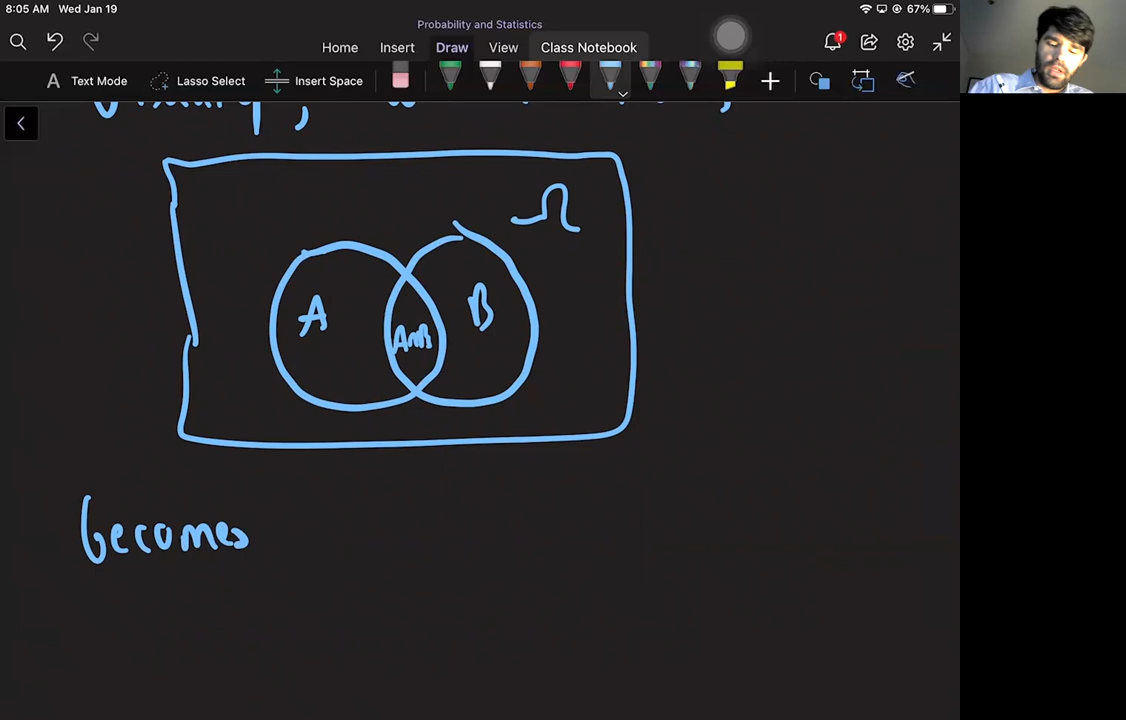 8:05 AM Wed Jan 19
67%
Probability and Statistics
Home Insert Draw View Class Notebook
1
A Text Mode Lasso Select Insert Space
Ω
A
B
A∩B
becomes